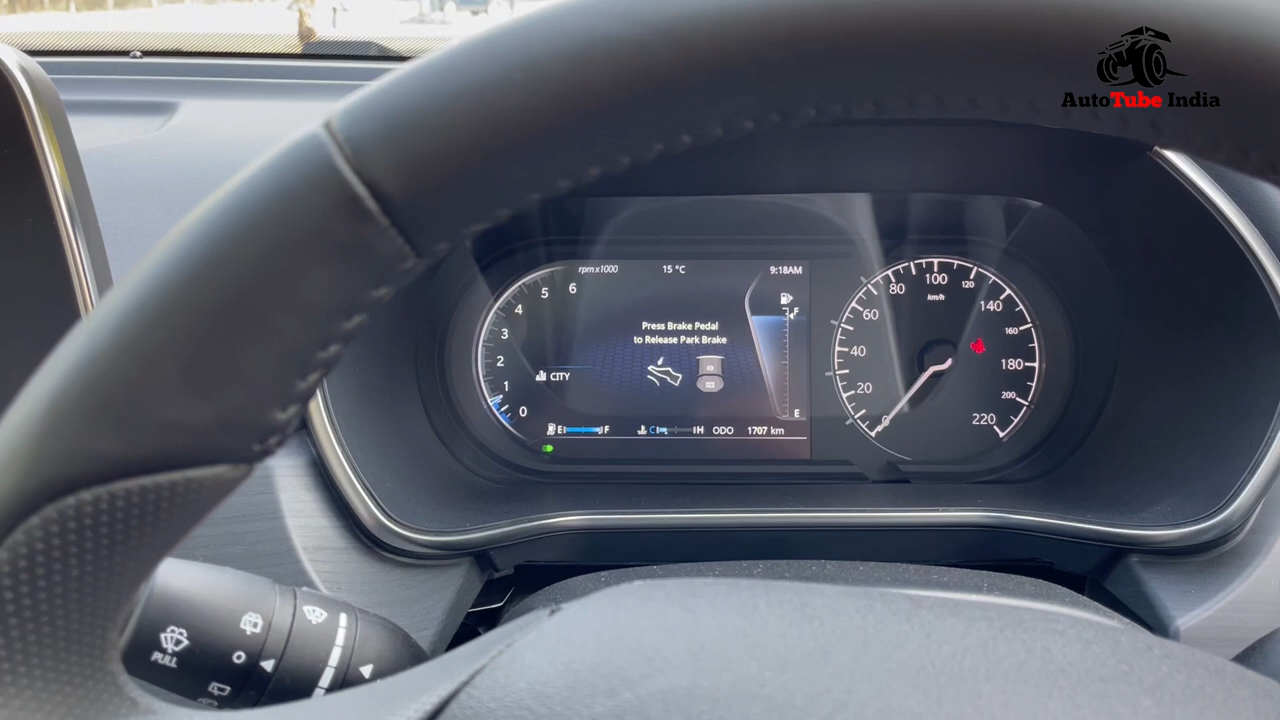 AutoTube India
rpm x1000
15 °C
9:18AM
6
5
4
3
2
1
0
Press Brake Pedal
to Release Park Brake
CITY
F
E
E F
C H
ODO 1707 km
0
20
40
60
80
100
120
140
160
180
200
220
km/h
PULL